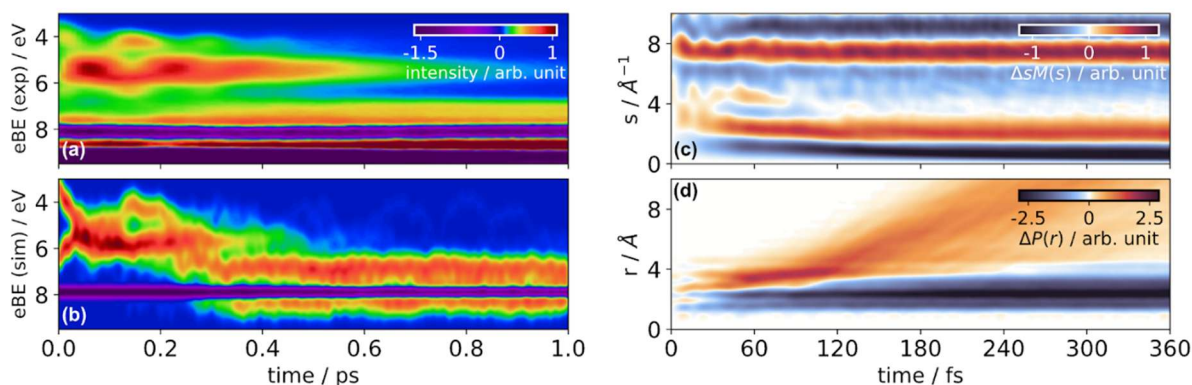 4
6
8
eBE (exp) / eV
(a)
-1.5 0 1
intensity / arb. unit
4
6
8
eBE (sim) / eV
(b)
0.0 0.2 0.4 0.6 0.8 1.0
time / ps
8
4
0
s / Å⁻¹
(c)
-1 0 1
ΔsM(s) / arb. unit
8
4
0
r / Å
(d)
-2.5 0 2.5
ΔP(r) / arb. unit
0 60 120 180 240 300 360
time / fs